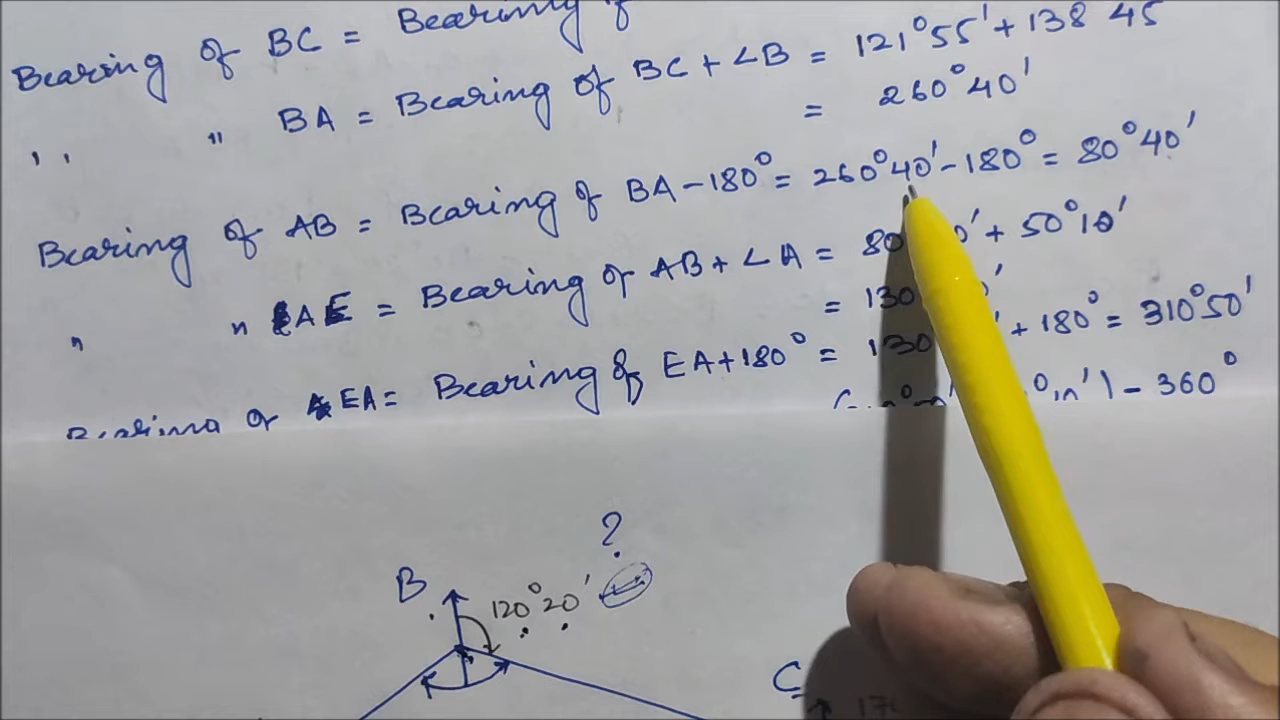 Bearing of BC = Bearing
,, " BA = Bearing of BC + ∠B = 121°55' + 138 45
= 260°40'
Bearing of AB = Bearing of BA - 180° = 260°40' - 180° = 80°40'
" " AE = Bearing of AB + ∠A = 80 ' + 50°10'
= 130 '
Bearing of EA = Bearing of EA + 180° = 130 ' + 180° = 310°50'
) - 360°
?
B
120°20'
C